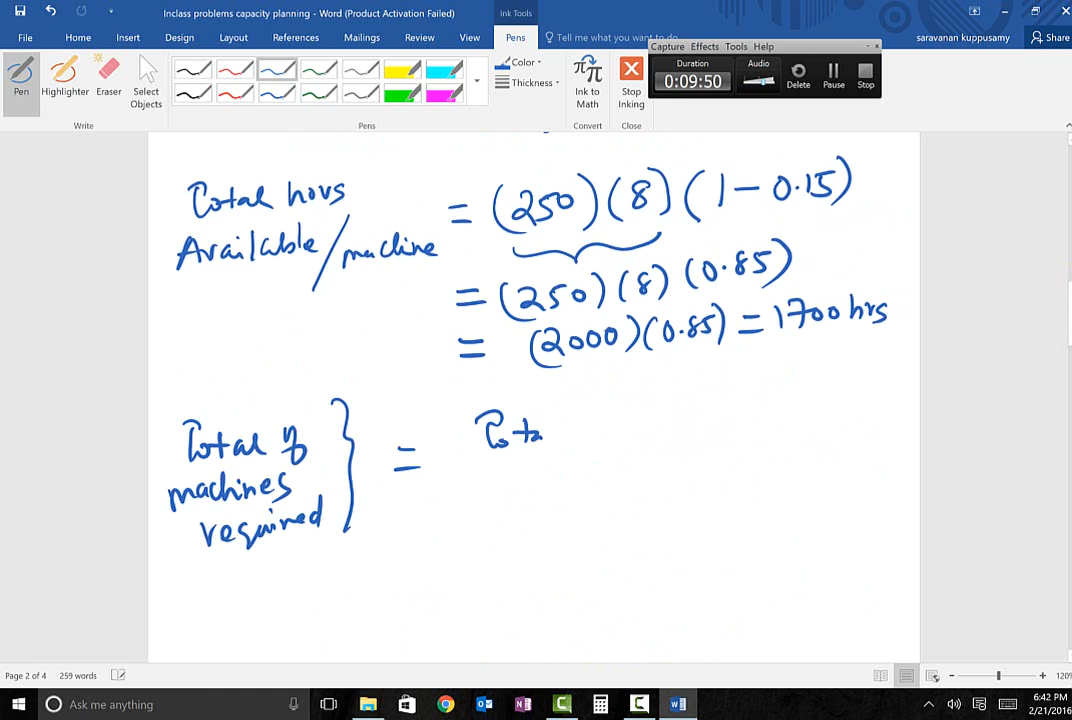 Inclass problems capacity planning - Word (Product Activation Failed)
Ink Tools
File Home Insert Design Layout References Mailings Review View Pens Tell me what you want to do... saravanan kuppusamy Share
Capture Effects Tools Help
Duration
0:09:50
Audio
Delete Pause Stop
Pen Highlighter Eraser Select Objects
Color
Thickness
Ink to Math
Stop Inking
Write Pens Convert Close
Total hours = (250)(8)(1-0.15)
Available/machine
= (250)(8)(0.85)
= (2000)(0.85) = 1700 hrs
Total of
machines
required } = Tota
Page 2 of 4 259 words 120%
Ask me anything
6:42 PM
2/21/2016